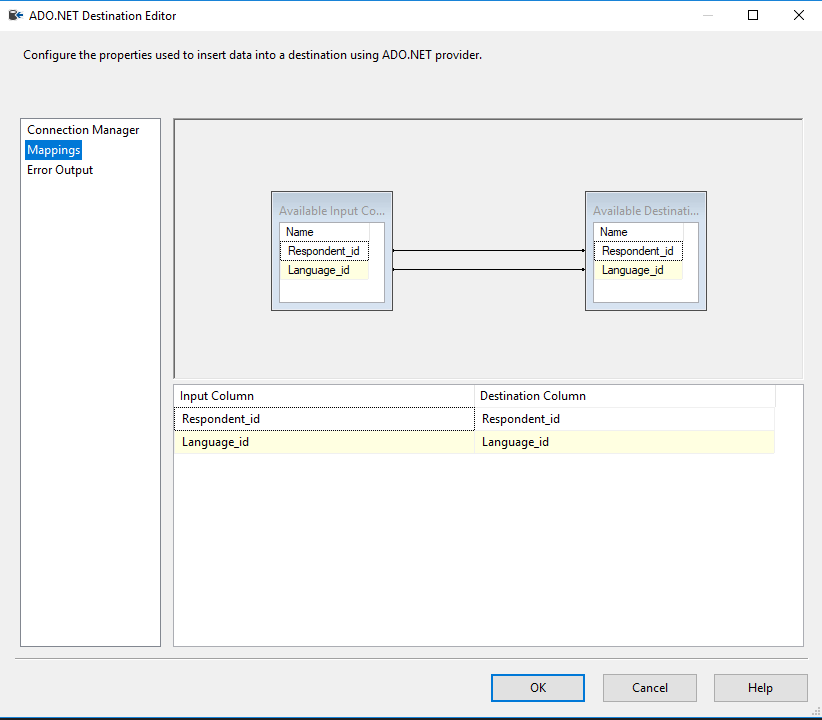 ADO.NET Destination Editor
Configure the properties used to insert data into a destination using ADO.NET provider.
Connection Manager
Mappings
Error Output
Available Input Co...
Name
Respondent_id
Language_id
Available Destinati...
Name
Respondent_id
Language_id
Input Column Destination Column
Respondent_id Respondent_id
Language_id Language_id
OK Cancel Help